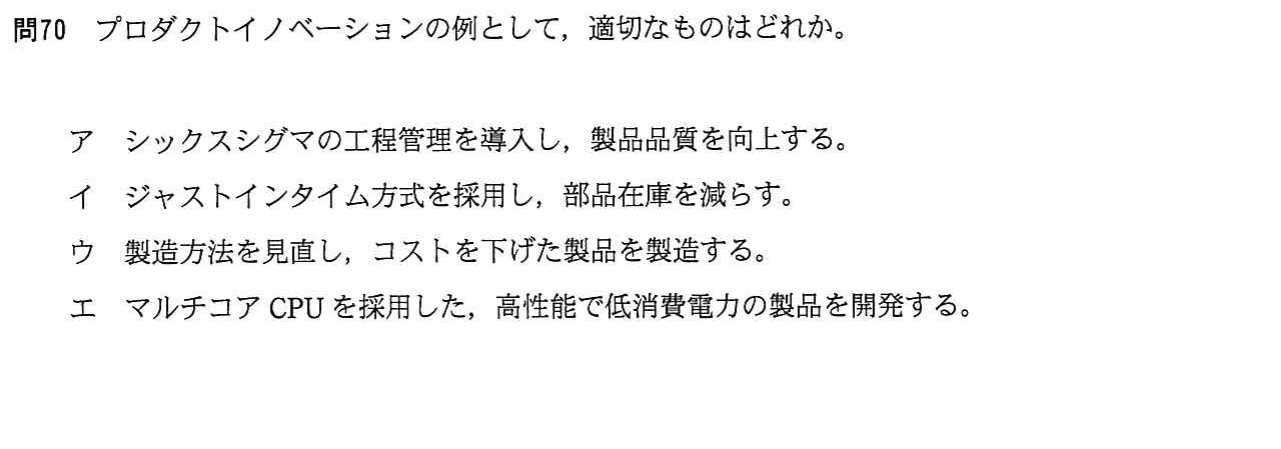 問70 プロダクトイノベーションの例として，適切なものはどれか。
ア シックスシグマの工程管理を導入し，製品品質を向上する。
イ ジャストインタイム方式を採用し，部品在庫を減らす。
ウ 製造方法を見直し，コストを下げた製品を製造する。
エ マルチコア CPU を採用した，高性能で低消費電力の製品を開発する。